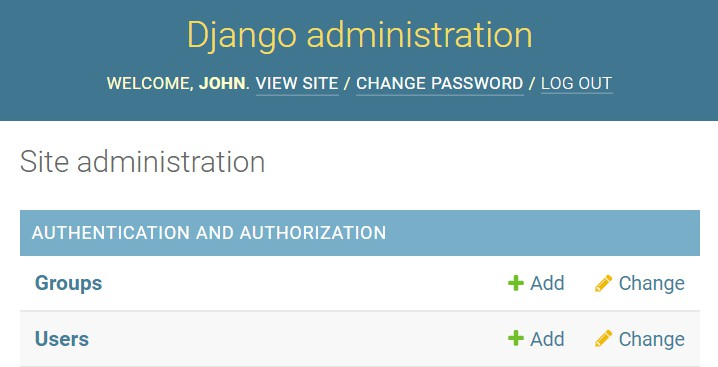 Django administration
WELCOME, JOHN. VIEW SITE / CHANGE PASSWORD / LOG OUT
Site administration
AUTHENTICATION AND AUTHORIZATION
Groups Add Change
Users Add Change